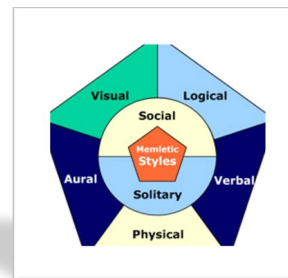 Visual
Logical
Social
Memletic
Styles
Aural
Verbal
Solitary
Physical